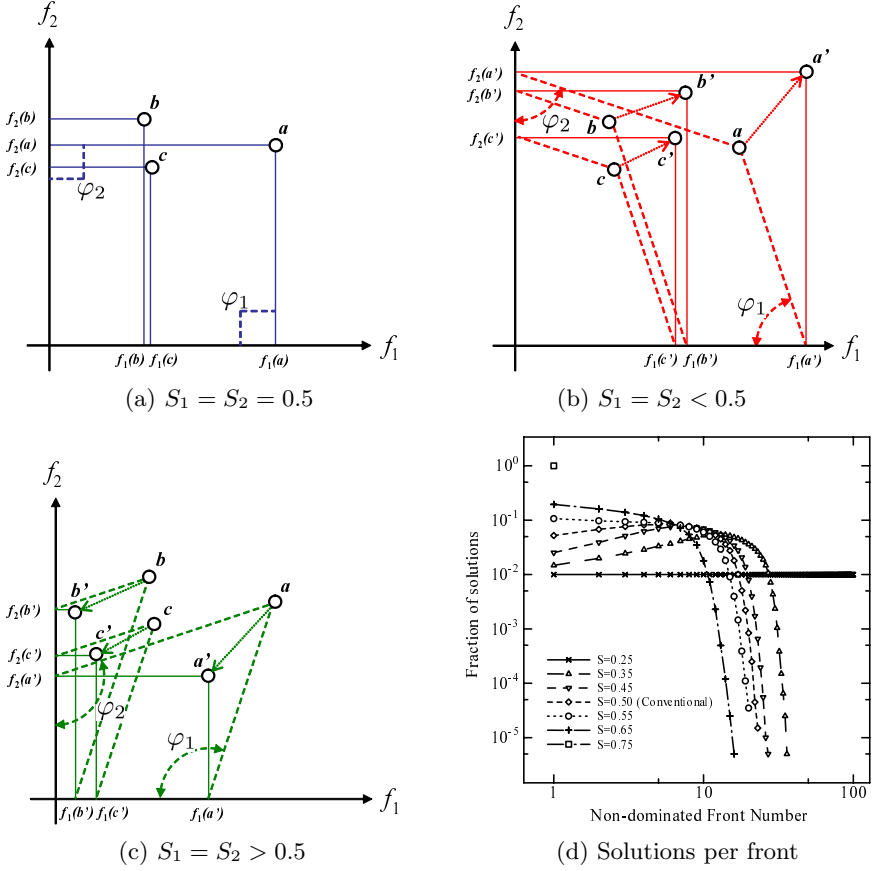 f₂
b
f₂(b)
f₂(a)
a
f₂(c)
c
φ₂
φ₁
f₁
f₁(b) f₁(c)
f₁(a)
(a) S₁ = S₂ = 0.5
f₂
a'
f₂(a')
b'
f₂(b')
φ₂
b
f₂(c')
c'
a
c
φ₁
f₁
f₁(c') f₁(b')
f₁(a')
(b) S₁ = S₂ < 0.5
f₂
b
b'
a
f₂(b')
c
c'
f₂(c')
a'
f₂(a')
φ₂
φ₁
f₁
f₁(b') f₁(c')
f₁(a')
(c) S₁ = S₂ > 0.5
Fraction of solutions
10⁰
10⁻¹
10⁻²
10⁻³
10⁻⁴
10⁻⁵
S=0.25
S=0.35
S=0.45
S=0.50 (Conventional)
S=0.55
S=0.65
S=0.75
1 10 100
Non-dominated Front Number
(d) Solutions per front